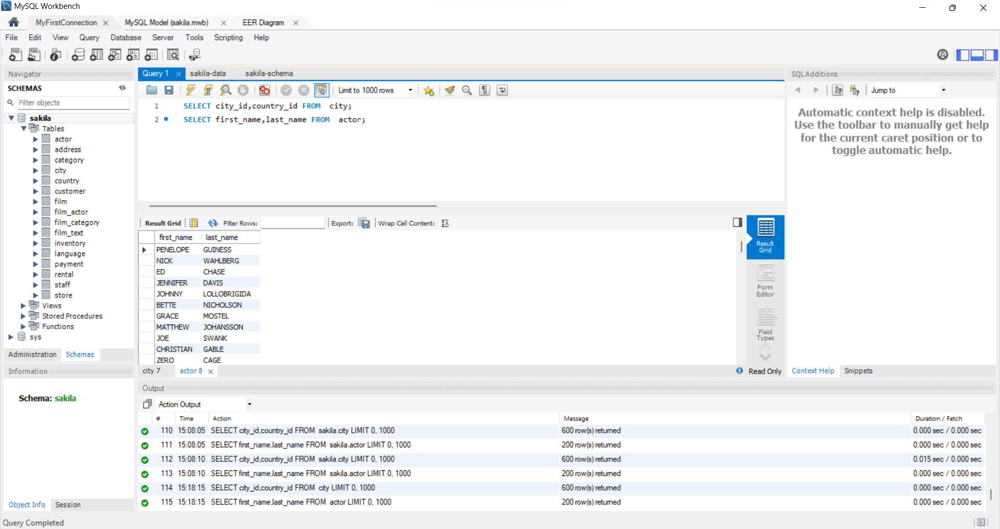 MySQL Workbench
MyFirstConnection
MySQL Model (sakila.mwb)
EER Diagram
File Edit View Query Database Server Tools Scripting Help
Navigator
SCHEMAS
Filter objects
sakila
Tables
actor
address
category
city
country
customer
film
film_actor
film_category
film_text
inventory
language
payment
rental
staff
store
Views
Stored Procedures
Functions
sys
Administration Schemas
Information
Schema: sakila
Object Info Session
Query Completed
Query 1 sakila-data sakila-schema
Limit to 1000 rows
1 SELECT city_id,country_id FROM  city;
2 SELECT first_name,last_name FROM  actor;
Result Grid Filter Rows: Export: Wrap Cell Content:
first_name last_name
PENELOPE GUINESS
NICK WAHLBERG
ED CHASE
JENNIFER DAVIS
JOHNNY LOLLOBRIGIDA
BETTE NICHOLSON
GRACE MOSTEL
MATTHEW JOHANSSON
JOE SWANK
CHRISTIAN GABLE
ZERO CAGE
Result
Grid
Form
Editor
Field
Types
city 7 actor 8 Read Only
SQLAdditions
Jump to
Automatic context help is disabled.
Use the toolbar to manually get help
for the current caret position or to
toggle automatic help.
Context Help Snippets
Output
Action Output
# Time Action Message Duration / Fetch
110 15:08:05 SELECT city_id,country_id FROM  sakila.city LIMIT 0, 1000 600 row(s) returned 0.000 sec / 0.000 sec
111 15:08:05 SELECT first_name,last_name FROM  sakila.actor LIMIT 0, 1000 200 row(s) returned 0.000 sec / 0.000 sec
112 15:08:10 SELECT city_id,country_id FROM  sakila.city LIMIT 0, 1000 600 row(s) returned 0.015 sec / 0.000 sec
113 15:08:10 SELECT first_name,last_name FROM  sakila.actor LIMIT 0, 1000 200 row(s) returned 0.000 sec / 0.000 sec
114 15:18:15 SELECT city_id,country_id FROM  city LIMIT 0, 1000 600 row(s) returned 0.000 sec / 0.000 sec
115 15:18:15 SELECT first_name,last_name FROM  actor LIMIT 0, 1000 200 row(s) returned 0.000 sec / 0.000 sec